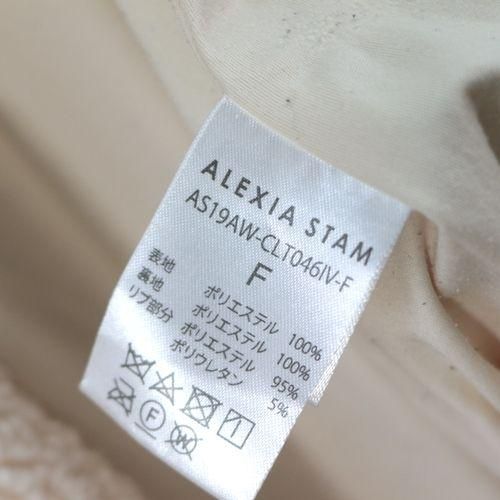 ALEXIA STAM
AS19AW-CLT046IV-F
F
表地 ポリエステル 100%
裏地 ポリエステル 100%
リブ部分 ポリエステル 95%
ポリウレタン 5%
F W